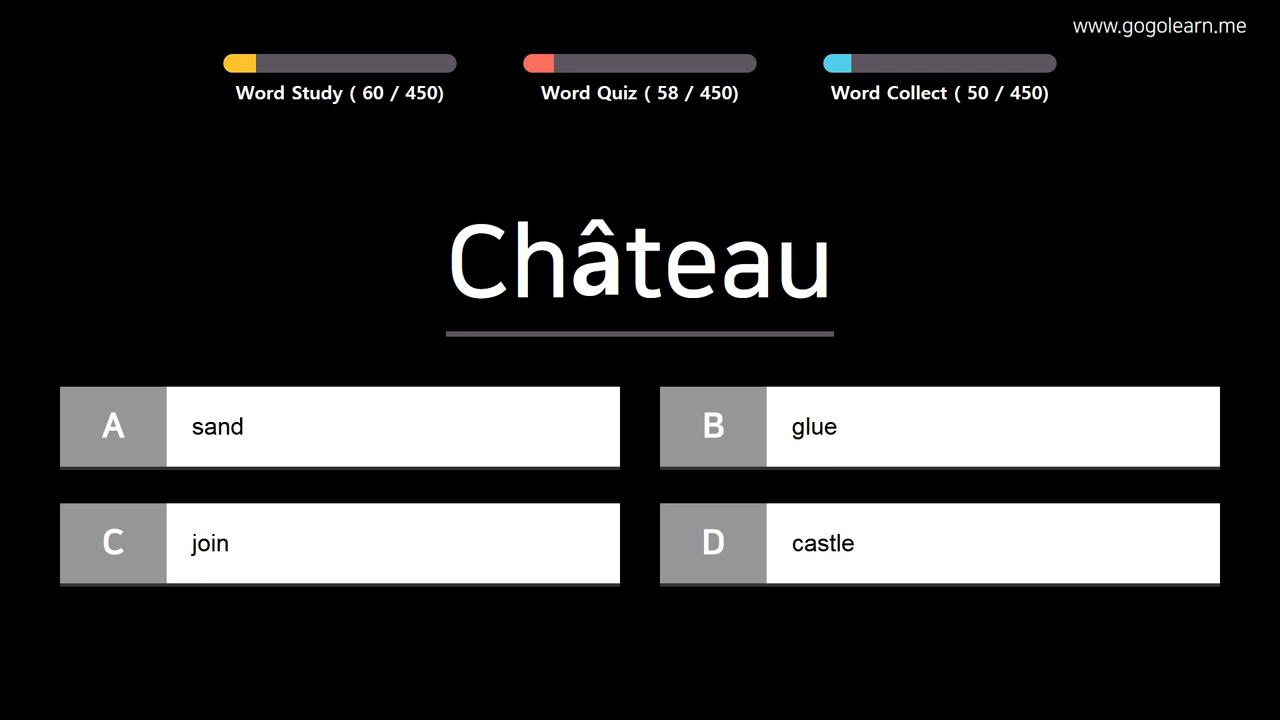 www.gogolearn.me
Word Study ( 60 / 450)
Word Quiz ( 58 / 450)
Word Collect ( 50 / 450)
Château
A sand
B glue
C join
D castle